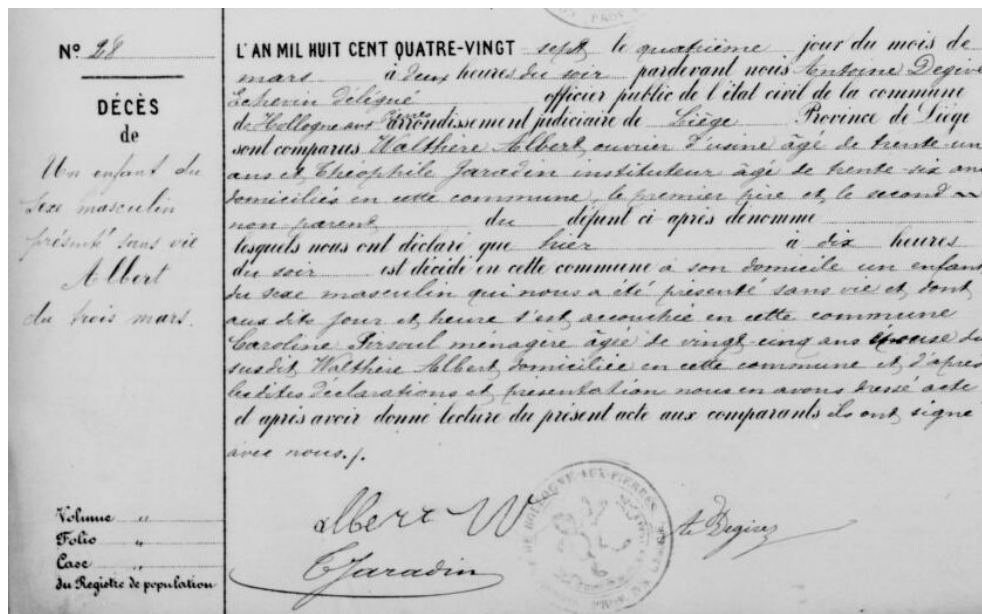 Nº 28
DÉCÈS
de
Un enfant du
sexe masculin
présenté sans vie
Albert
du trois mars.
Volume "
Folio "
Case "
du Registre de population
L'AN MIL HUIT CENT QUATRE-VINGT sept, le quatrième jour du mois de
mars à deux heures du soir pardevant nous Antoine Degive
Echevin délégué officier public de l'état civil de la commune
de Hollogne aux Pierres arrondissement judiciaire de Liège Province de Liége
sont comparus Walthère Albert, ouvrier d'usine âgé de trente-un
ans et Théophile Jaradin instituteur âgé de trente-six ans
domiciliés en cette commune, le premier père et le second
non parent du défunt ci après dénommé
lesquels nous ont déclaré que hier à dix heures
du soir est décédé en cette commune à son domicile un enfant
du sexe masculin qui nous a été présenté sans vie et dont
aux dits jour et heure s'est accouchée en cette commune
Caroline Persoul ménagère âgée de vingt-cinq ans épouse du
susdit Walthère Albert, domiciliée en cette commune et d'après
lesdites déclarations et présentation nous en avons dressé acte
et après avoir donné lecture du présent acte aux comparants ils ont signé
avec nous./.
Albert W
A Degive
T Jaradin
HOLLOGNE-AUX-PIERRES